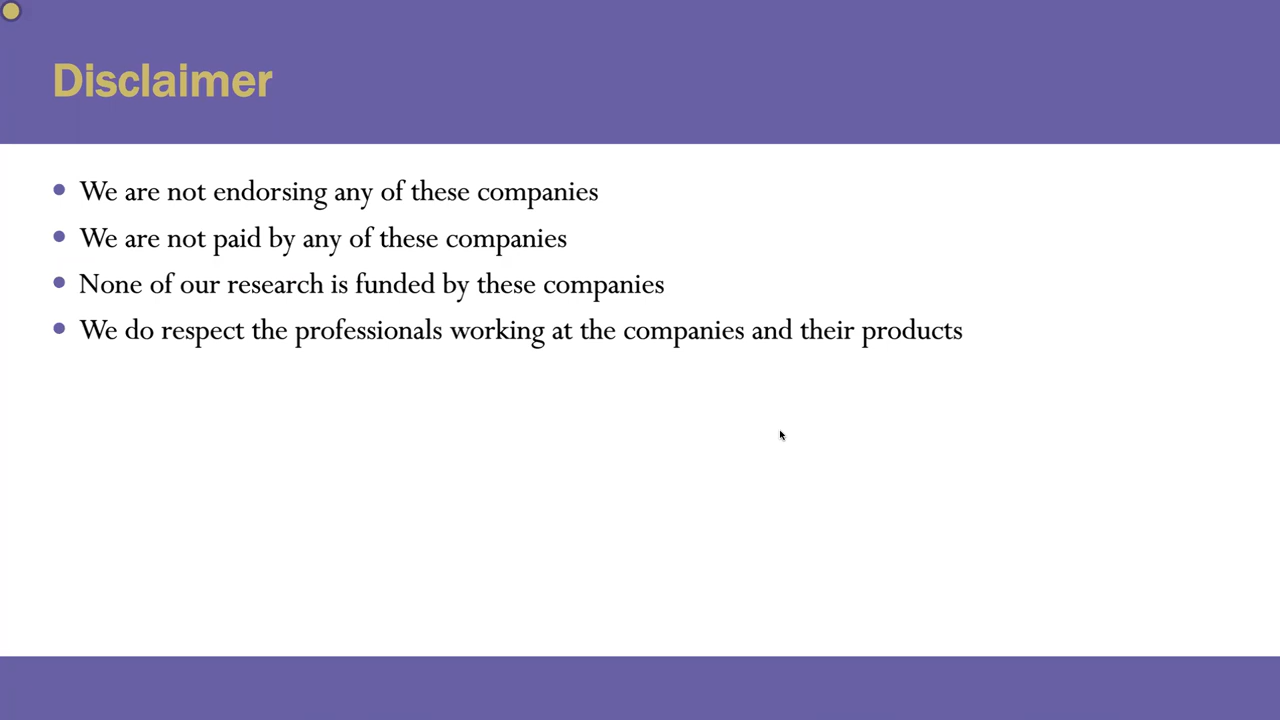 Disclaimer
We are not endorsing any of these companies
We are not paid by any of these companies
None of our research is funded by these companies
We do respect the professionals working at the companies and their products